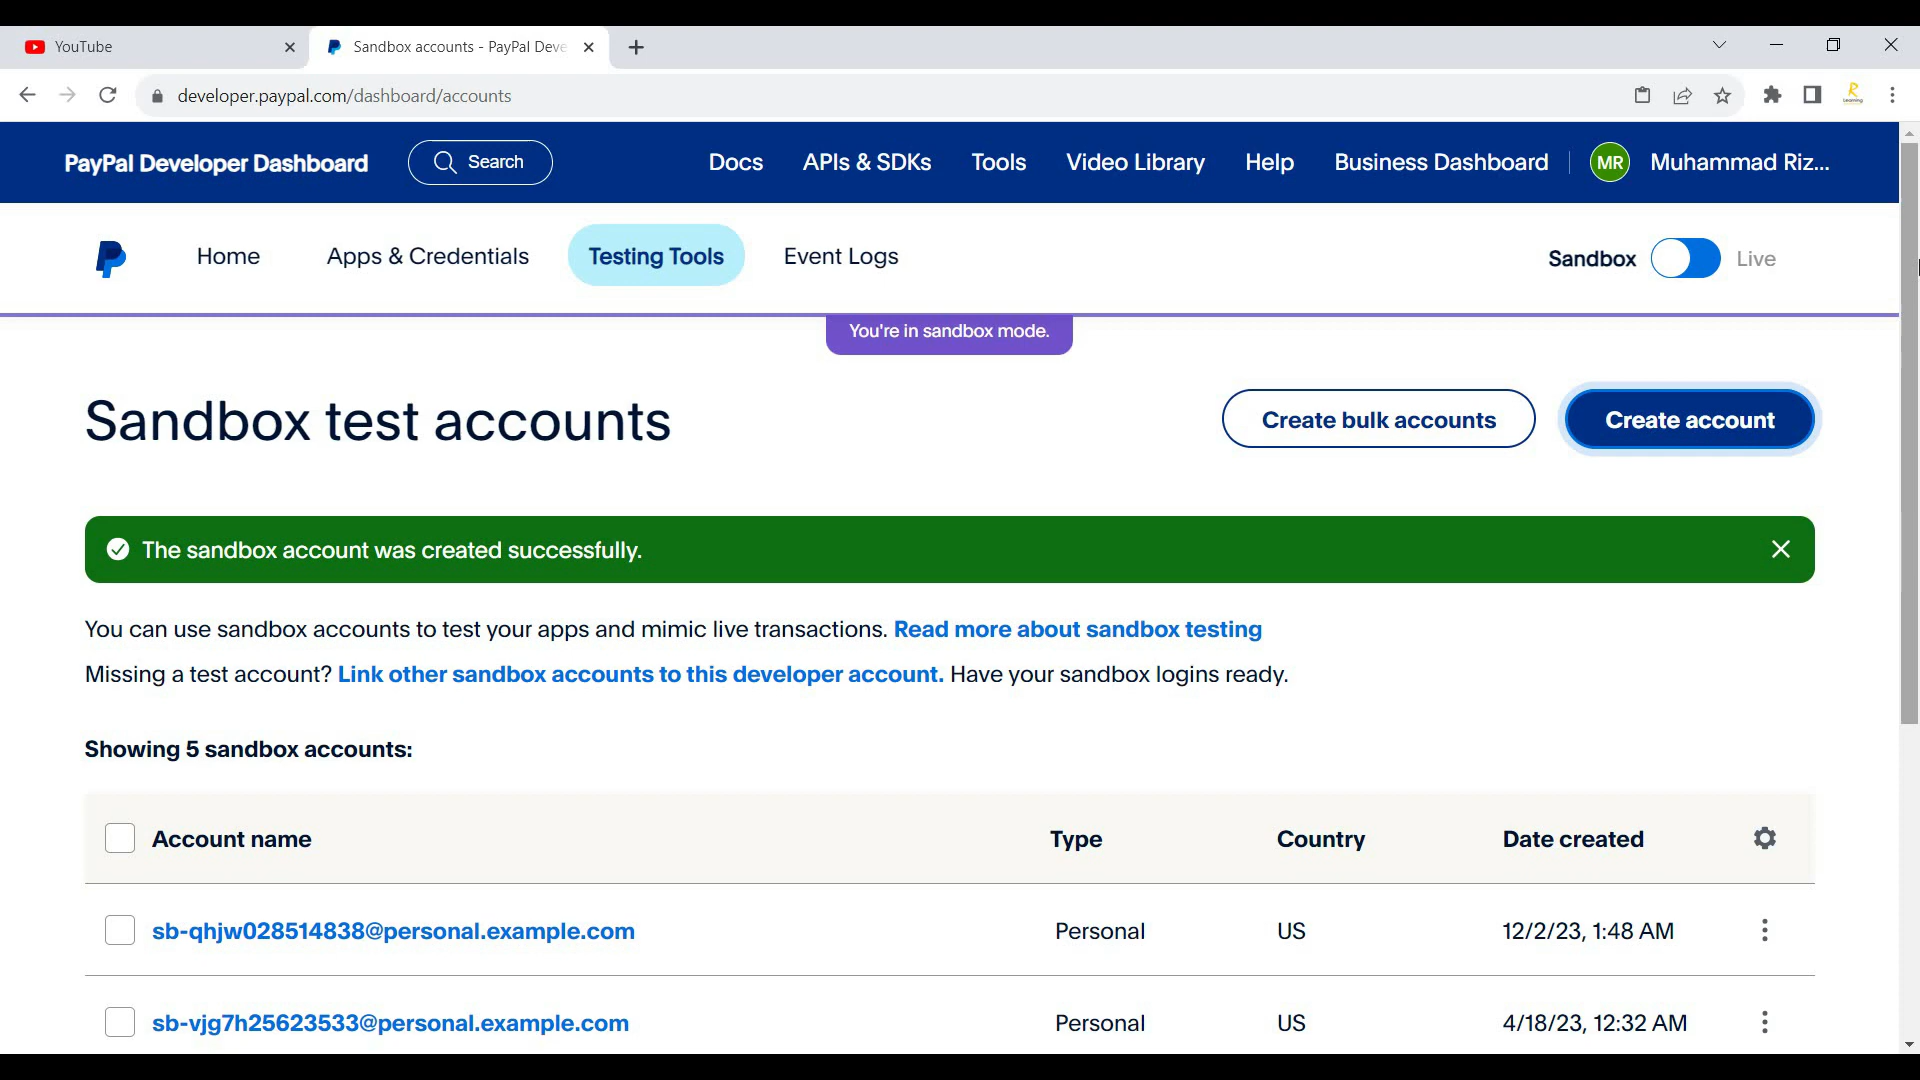 YouTube
Sandbox accounts - PayPal Deve
developer.paypal.com/dashboard/accounts
R
Learning
PayPal Developer Dashboard
Search
Docs
APIs & SDKs
Tools
Video Library
Help
Business Dashboard
MR
Muhammad Riz...
Home
Apps & Credentials
Testing Tools
Event Logs
Sandbox
Live
You're in sandbox mode.
Sandbox test accounts
Create bulk accounts
Create account
The sandbox account was created successfully.
You can use sandbox accounts to test your apps and mimic live transactions. Read more about sandbox testing
Missing a test account? Link other sandbox accounts to this developer account. Have your sandbox logins ready.
Showing 5 sandbox accounts:
Account name Type Country Date created
sb-qhjw028514838@personal.example.com Personal US 12/2/23, 1:48 AM
sb-vjg7h25623533@personal.example.com Personal US 4/18/23, 12:32 AM